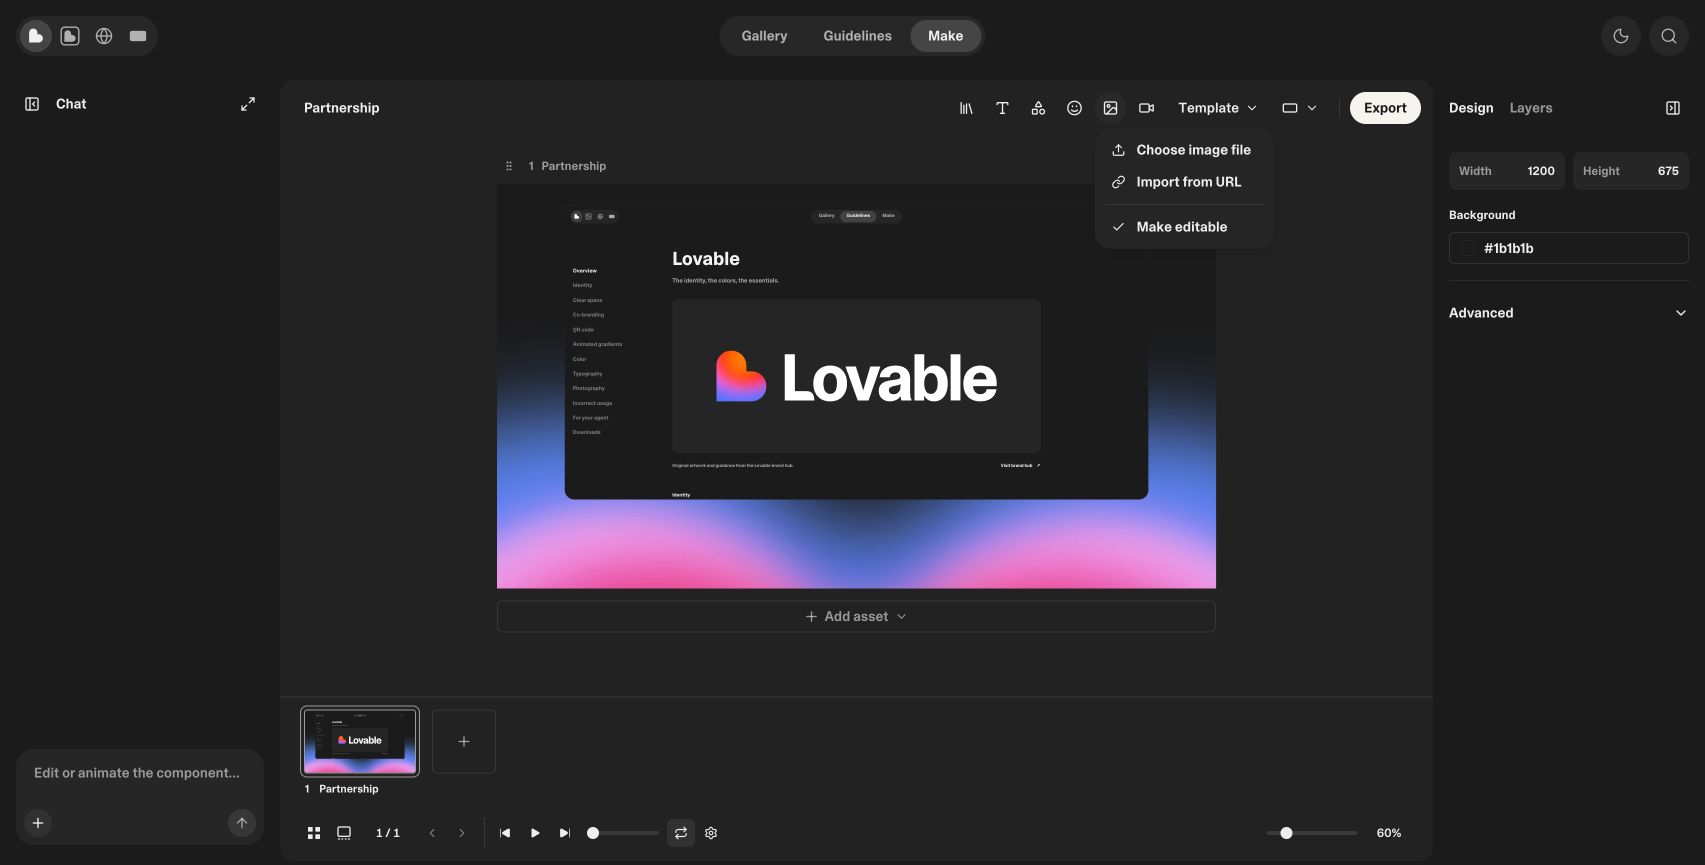 Gallery
Guidelines
Make
Chat
Partnership
Template
Export
Design
Layers
Choose image file
Import from URL
Make editable
1 Partnership
Width 1200
Height 675
Background
#1b1b1b
Advanced
Gallery
Guidelines
Make
Lovable
The identity, the colors, the essentials.
Overview
Identity
Clear space
Co-branding
QR code
Animated gradients
Color
Typography
Photography
Incorrect usage
For your agent
Downloads
Lovable
Original artwork and guidance from the Lovable brand hub.
Visit brand hub
Identity
Add asset
Lovable
1 Partnership
Edit or animate the component...
1 / 1
60%